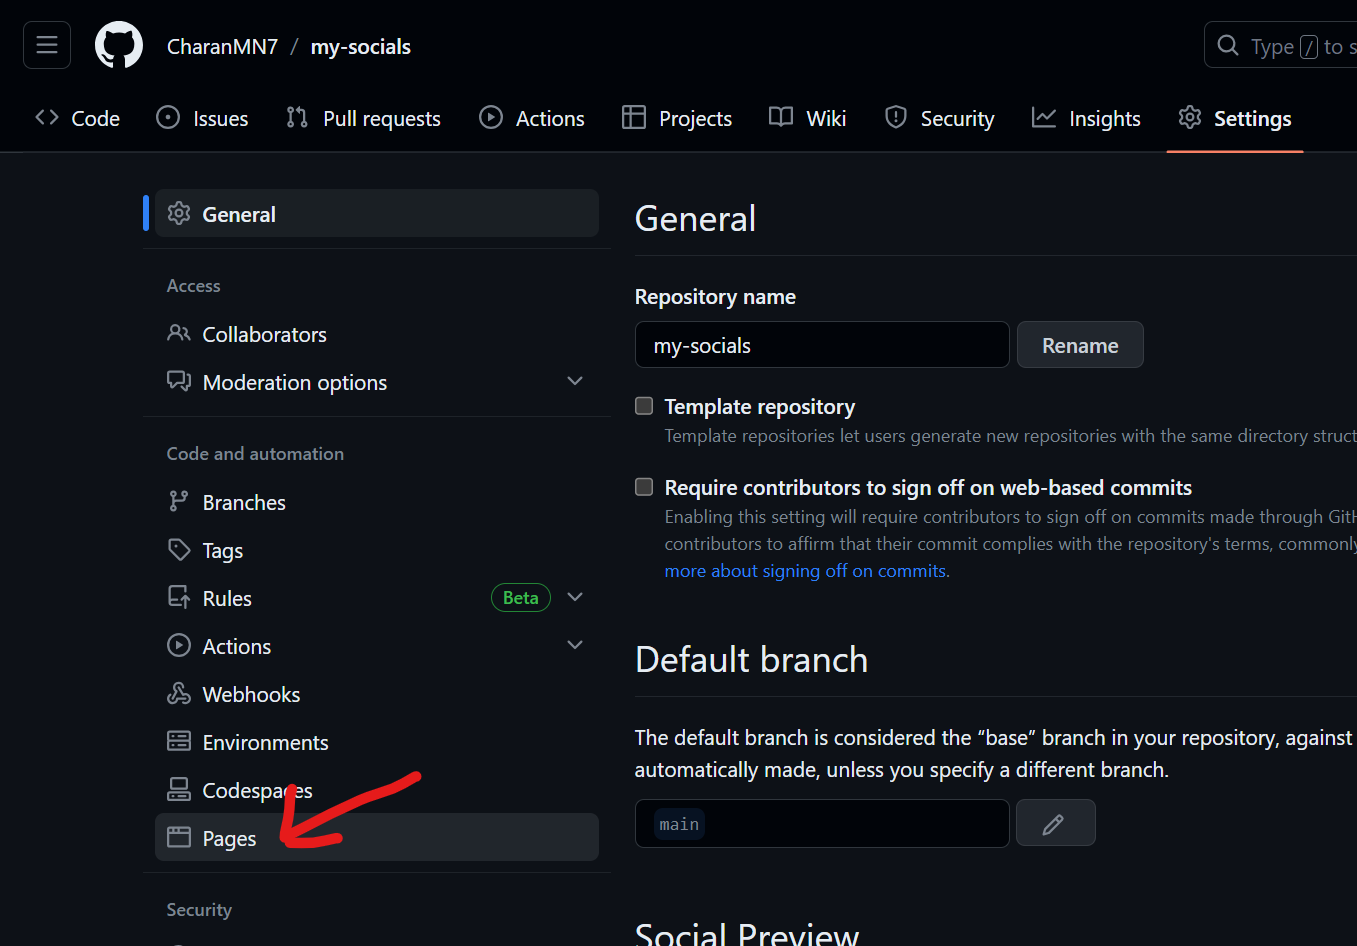 CharanMN7 / my-socials
Type / to s
Code Issues Pull requests Actions Projects Wiki Security Insights Settings
General
Access
Collaborators
Moderation options
Code and automation
Branches
Tags
Rules Beta
Actions
Webhooks
Environments
Codespaces
Pages
Security
General
Repository name
my-socials Rename
Template repository
Template repositories let users generate new repositories with the same directory struct
Require contributors to sign off on web-based commits
Enabling this setting will require contributors to sign off on commits made through GitH
contributors to affirm that their commit complies with the repository's terms, commonly
more about signing off on commits.
Default branch
The default branch is considered the “base” branch in your repository, against
automatically made, unless you specify a different branch.
main
Social Preview